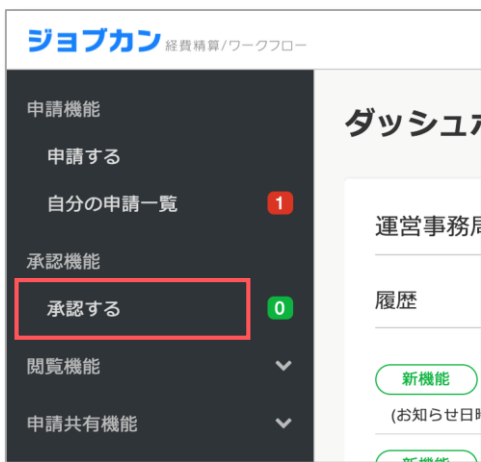 ジョブカン 経費精算/ワークフロー
申請機能
申請する
自分の申請一覧 1
承認機能
承認する 0
閲覧機能
申請共有機能
ダッシュ
運営事務
履歴
新機能
(お知らせ日
新機能